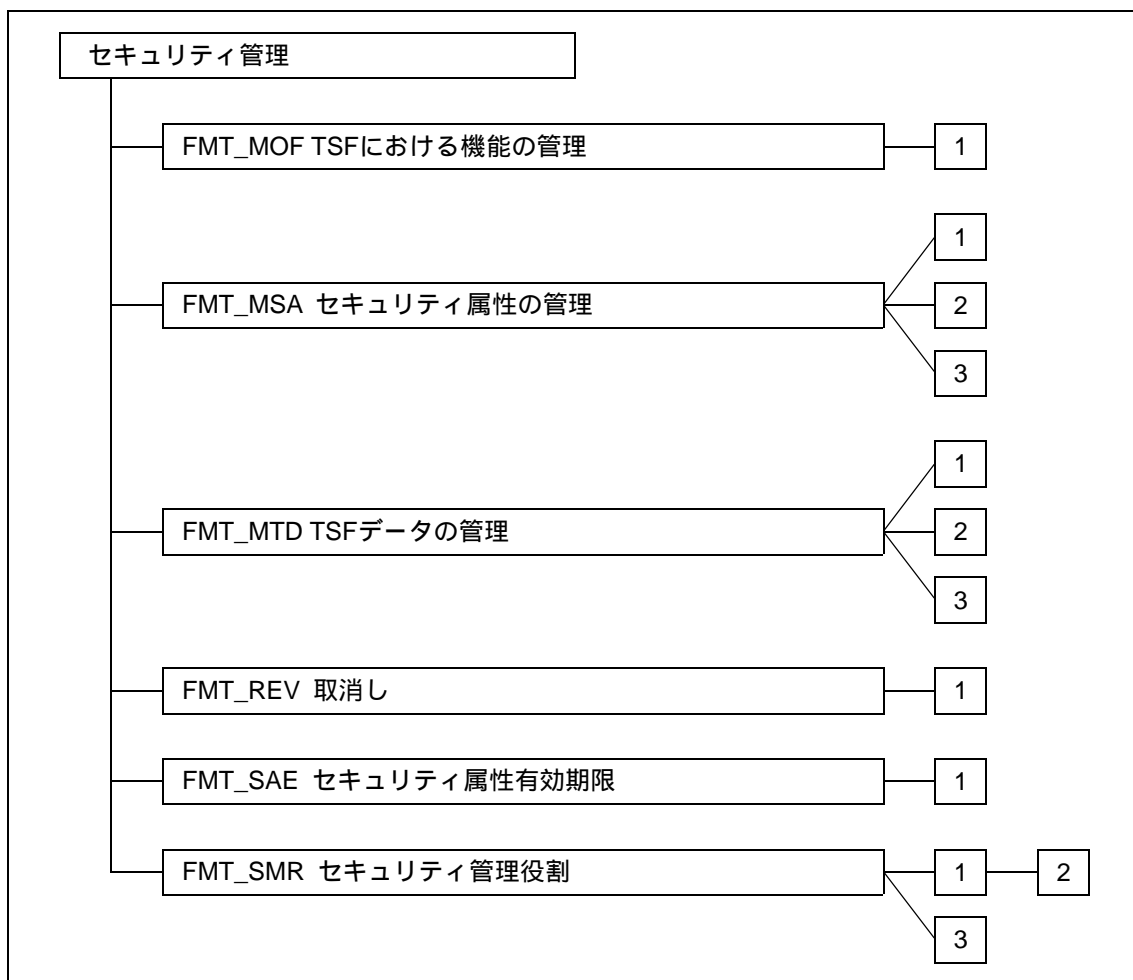 セキュリティ管理
FMT_MOF TSFにおける機能の管理
1
FMT_MSA セキュリティ属性の管理
1
2
3
FMT_MTD TSFデータの管理
1
2
3
FMT_REV 取消し
1
FMT_SAE セキュリティ属性有効期限
1
FMT_SMR セキュリティ管理役割
1
2
3